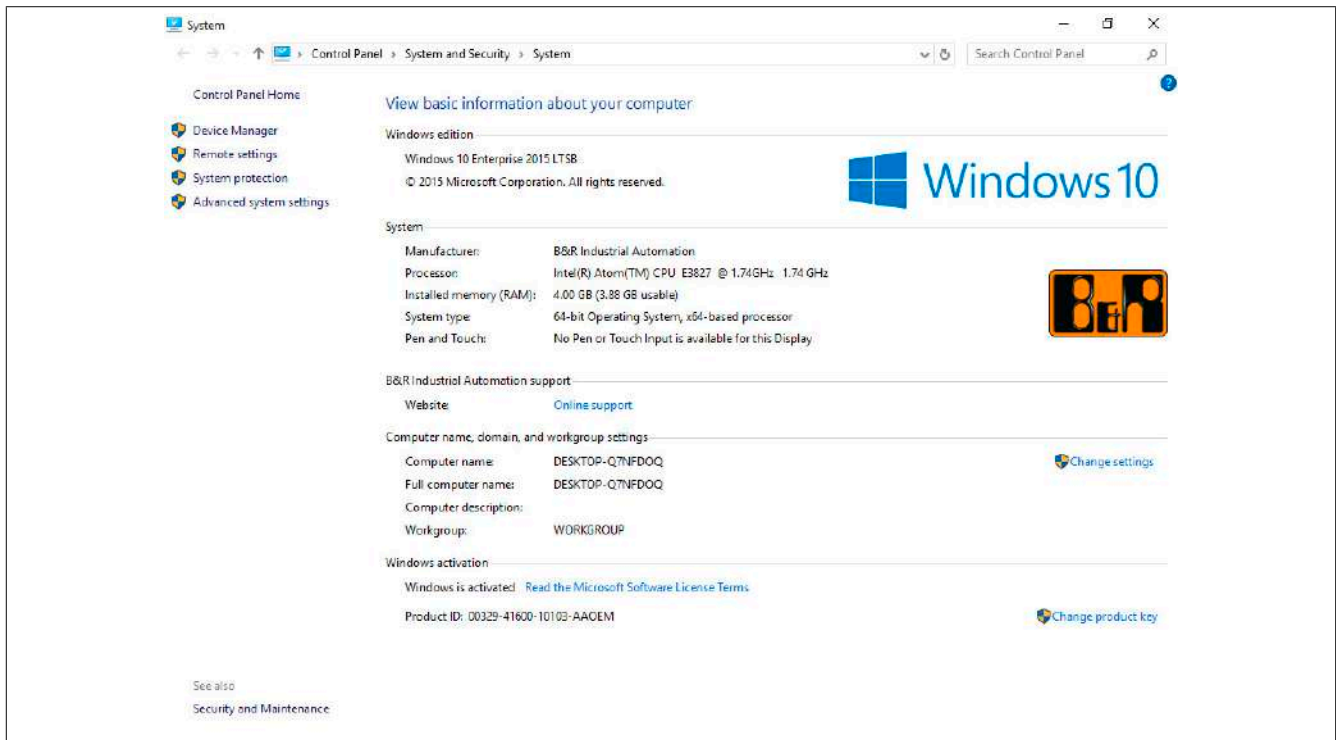 System
Control Panel › System and Security › System
Search Control Panel
Control Panel Home
Device Manager
Remote settings
System protection
Advanced system settings
View basic information about your computer
Windows edition
Windows 10 Enterprise 2015 LTSB
© 2015 Microsoft Corporation. All rights reserved.
Windows 10
System
Manufacturer: B&R Industrial Automation
Processor: Intel(R) Atom(TM) CPU E3827 @ 1.74GHz 1.74 GHz
Installed memory (RAM): 4.00 GB (3.88 GB usable)
System type: 64-bit Operating System, x64-based processor
Pen and Touch: No Pen or Touch Input is available for this Display
B&R
B&R Industrial Automation support
Website: Online support
Computer name, domain, and workgroup settings
Computer name: DESKTOP-Q7NFDOQ
Change settings
Full computer name: DESKTOP-Q7NFDOQ
Computer description:
Workgroup: WORKGROUP
Windows activation
Windows is activated Read the Microsoft Software License Terms
Product ID: 00329-41600-10103-AAOEM
Change product key
See also
Security and Maintenance